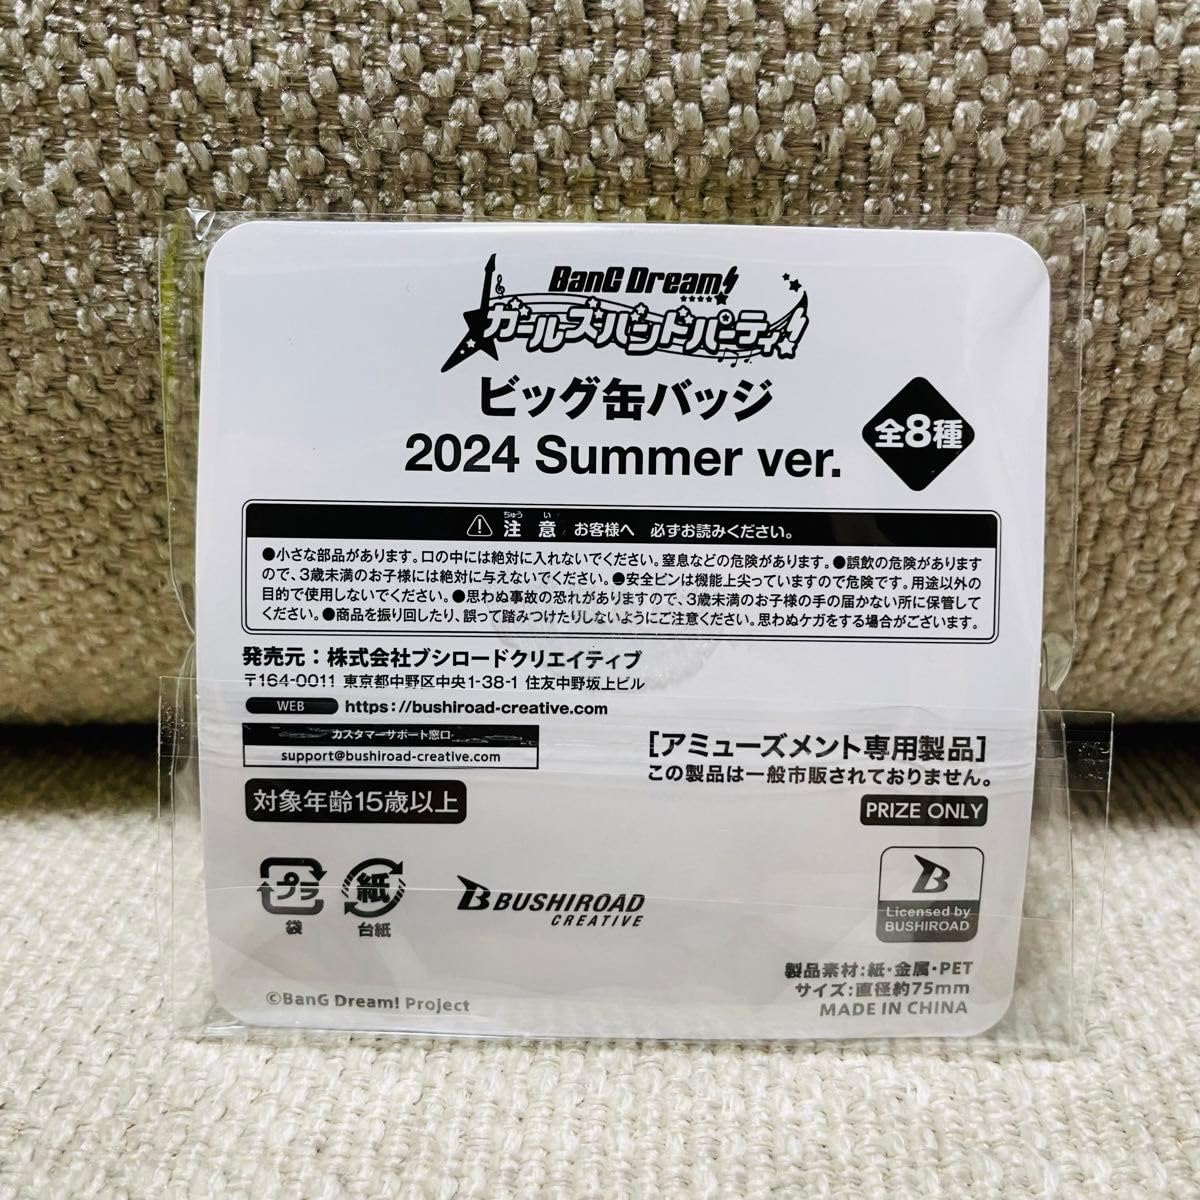 BanG Dream!
ガールズバンドパーティ!
ビッグ缶バッジ
2024 Summer ver.
全8種
ちゅう い
注意 お客様へ 必ずお読みください。
●小さな部品があります。口の中には絶対に入れないでください。窒息などの危険があります。●誤飲の危険があります
ので、3歳未満のお子様には絶対に与えないでください。●安全ピンは機能上尖っていますので危険です。用途以外の
目的で使用しないでください。●思わぬ事故の恐れがありますので、3歳未満のお子様の手の届かない所に保管して
ください。●商品を振り回したり、誤って踏みつけたりしないようにご注意ください。思わぬケガをする場合がございます。
発売元:株式会社ブシロードクリエイティブ
〒164-0011 東京都中野区中央1-38-1 住友中野坂上ビル
WEB https://bushiroad-creative.com
カスタマーサポート窓口
support@bushiroad-creative.com
[アミューズメント専用製品]
この製品は一般市販されておりません。
対象年齢15歳以上
PRIZE ONLY
プラ
袋
紙
台紙
BUSHIROAD
CREATIVE
Licensed by
BUSHIROAD
製品素材:紙・金属・PET
サイズ:直径約75mm
MADE IN CHINA
©BanG Dream! Project